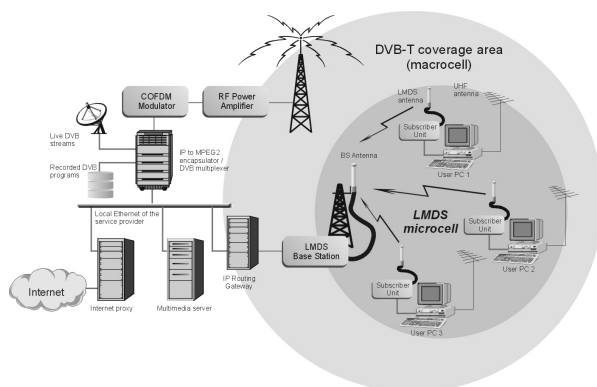 DVB-T coverage area
(macrocell)
COFDM
Modulator
RF Power
Amplifier
LMDS
antenna
UHF
antenna
Live DVB
streams
IP to MPEG2
encapsulator /
DVB multiplexer
Subscriber
Unit
User PC 1
Recorded DVB
programs
BS Antenna
Local Ethernet of the
service provider
LMDS
microcell
Subscriber
Unit
User PC 2
LMDS
Base Station
IP Routing
Gateway
Subscriber
Unit
User PC 3
Internet
Internet proxy
Multimedia server